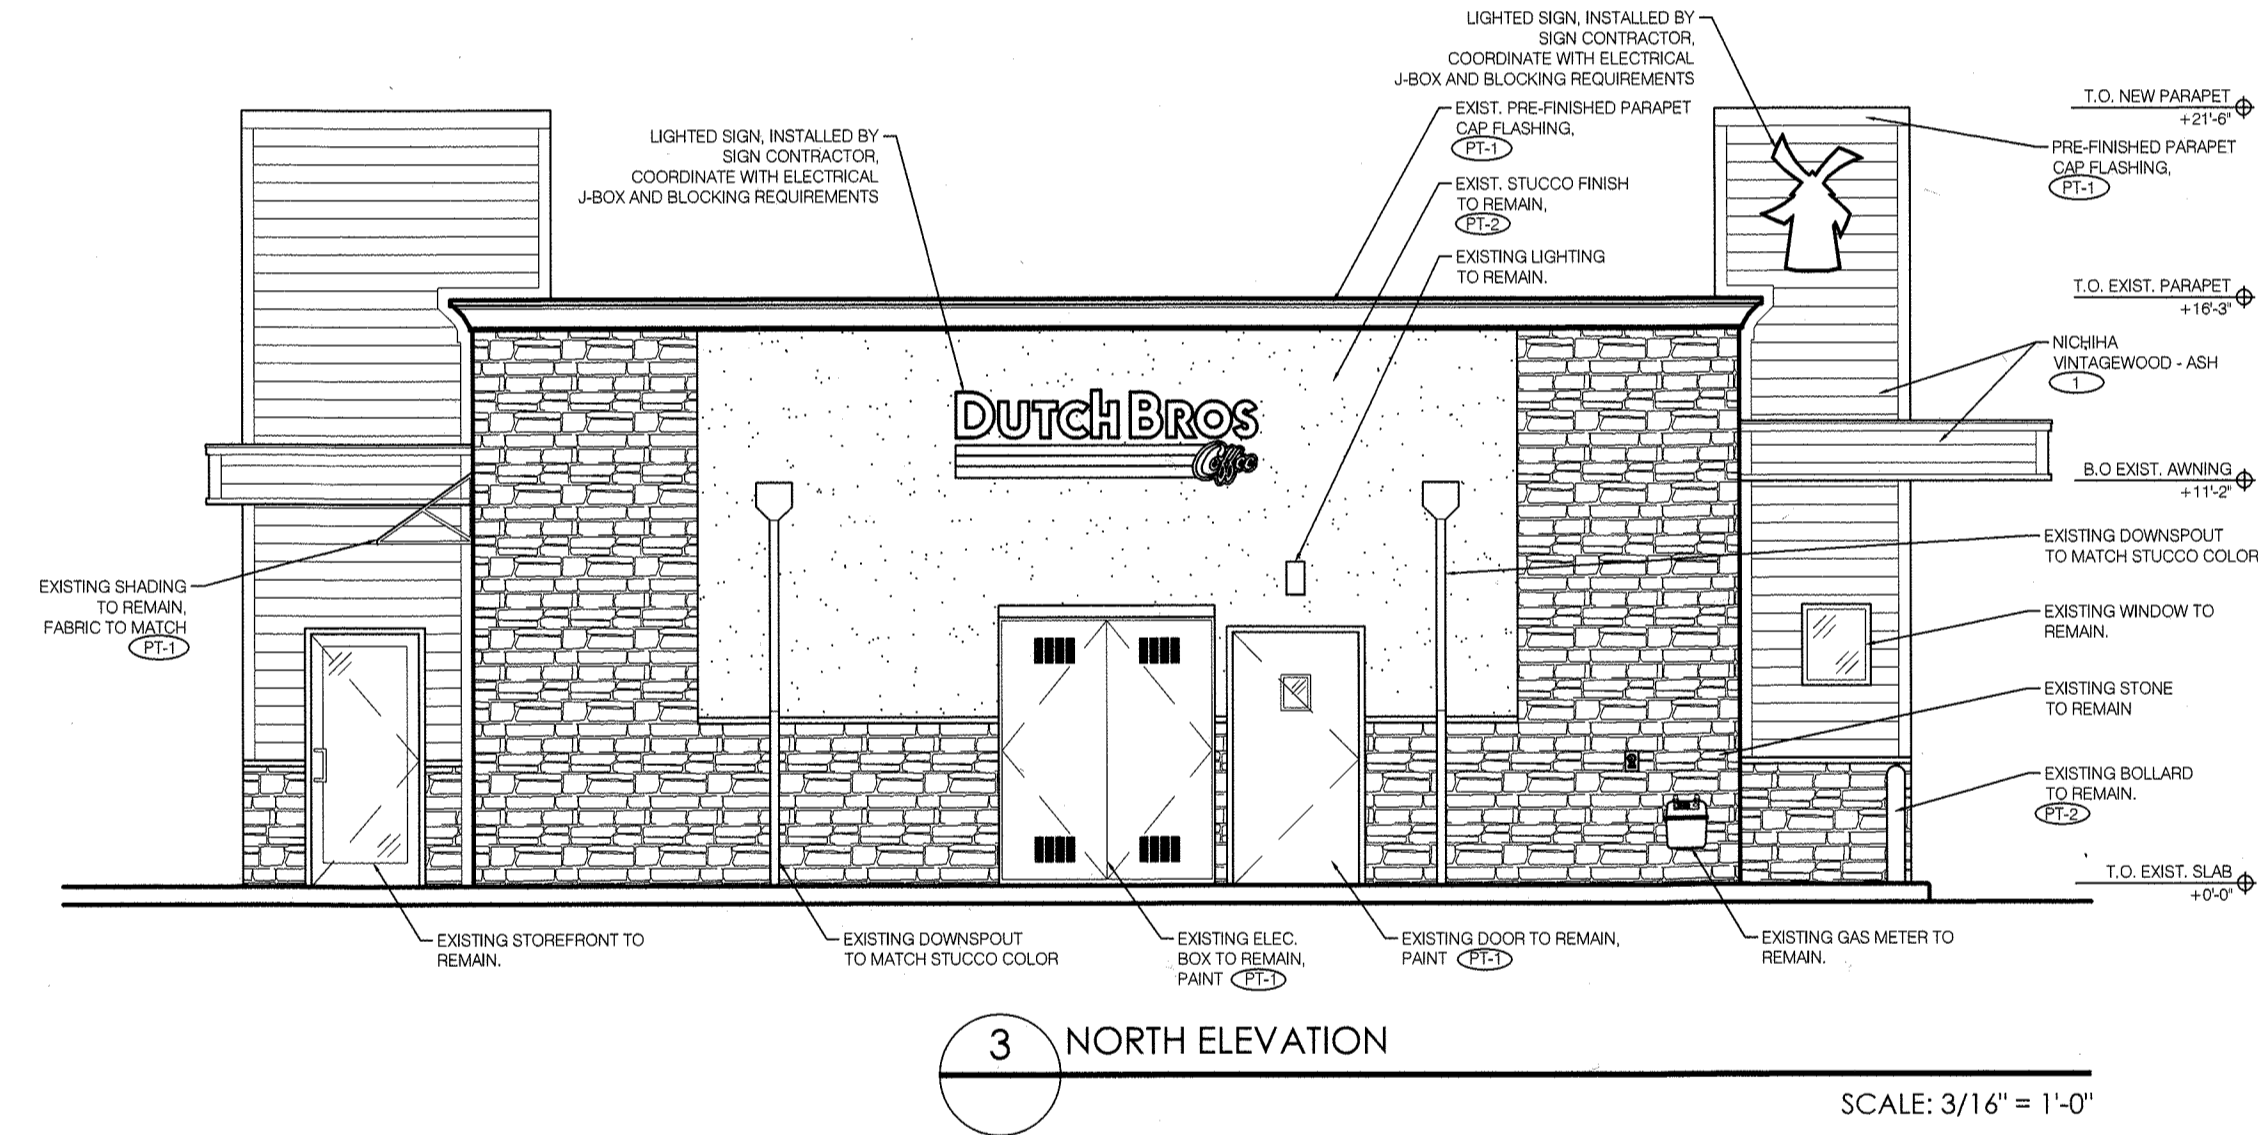 LIGHTED SIGN, INSTALLED BY
SIGN CONTRACTOR,
COORDINATE WITH ELECTRICAL
J-BOX AND BLOCKING REQUIREMENTS
LIGHTED SIGN, INSTALLED BY
SIGN CONTRACTOR,
COORDINATE WITH ELECTRICAL
J-BOX AND BLOCKING REQUIREMENTS
EXIST. PRE-FINISHED PARAPET
CAP FLASHING,
PT-1
EXIST. STUCCO FINISH
TO REMAIN,
PT-2
EXISTING LIGHTING
TO REMAIN.
T.O. NEW PARAPET
+21'-6"
PRE-FINISHED PARAPET
CAP FLASHING,
PT-1
T.O. EXIST. PARAPET
+16'-3"
NICHIHA
VINTAGEWOOD - ASH
1
DUTCH BROS
Coffee
B.O EXIST. AWNING
+11'-2"
EXISTING DOWNSPOUT
TO MATCH STUCCO COLOR
EXISTING SHADING
TO REMAIN,
FABRIC TO MATCH
PT-1
EXISTING WINDOW TO
REMAIN.
EXISTING STONE
TO REMAIN
EXISTING BOLLARD
TO REMAIN.
PT-2
T.O. EXIST. SLAB
+0'-0"
EXISTING STOREFRONT TO
REMAIN.
EXISTING DOWNSPOUT
TO MATCH STUCCO COLOR
EXISTING ELEC.
BOX TO REMAIN,
PAINT PT-1
EXISTING DOOR TO REMAIN,
PAINT PT-1
EXISTING GAS METER TO
REMAIN.
3 NORTH ELEVATION
SCALE: 3/16" = 1'-0"